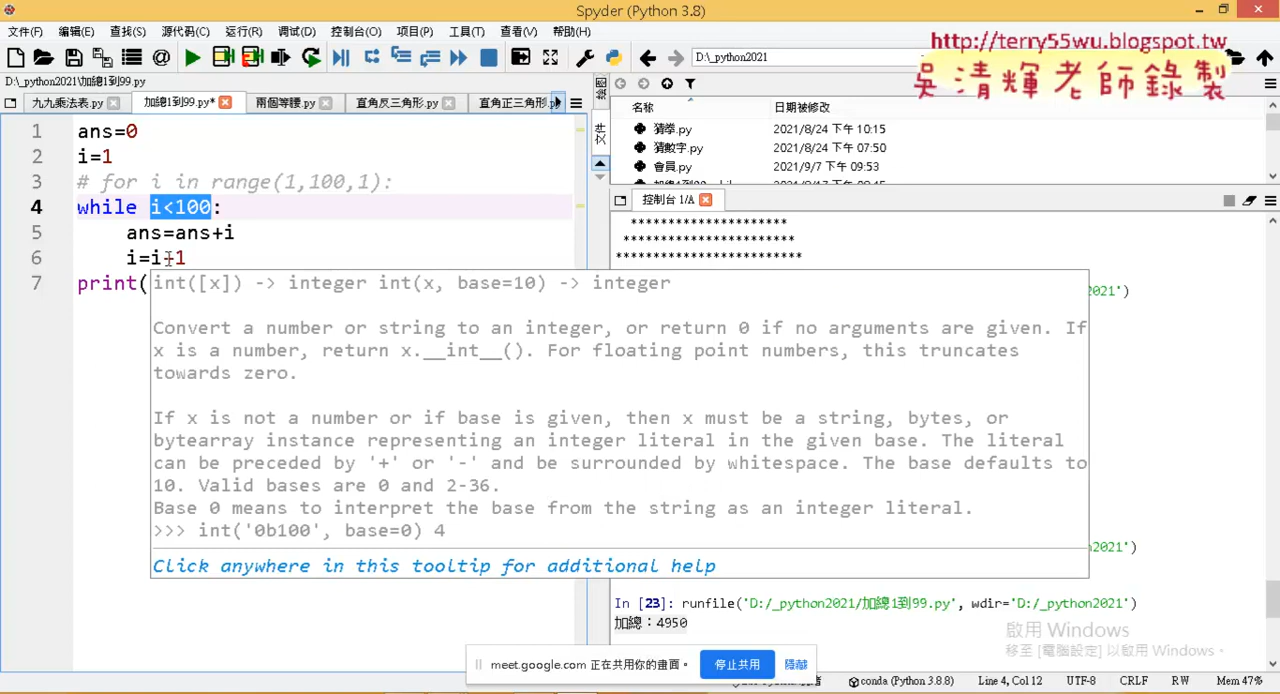 Spyder (Python 3.8)
文件(F) 编辑(E) 查找(S) 源代码(C) 运行(R) 调试(D) 控制台(O) 项目(P) 工具(T) 查看(V) 帮助(H)
D:\_python2021
http://terry55wu.blogspot.tw
吳清輝老師錄製
D:\_python2021\加總1到99.py
九九乘法表.py 加總1到99.py* 兩個等腰.py 直角反三角形.py 直角正三角形.p
1 ans=0
2 i=1
3 # for i in range(1,100,1):
4 while i<100:
5 ans=ans+i
6 i=i+1
7 print(
int([x]) -> integer int(x, base=10) -> integer
Convert a number or string to an integer, or return 0 if no arguments are given. If
x is a number, return x.__int__(). For floating point numbers, this truncates
towards zero.
If x is not a number or if base is given, then x must be a string, bytes, or
bytearray instance representing an integer literal in the given base. The literal
can be preceded by '+' or '-' and be surrounded by whitespace. The base defaults to
10. Valid bases are 0 and 2-36.
Base 0 means to interpret the base from the string as an integer literal.
>>> int('0b100', base=0) 4
Click anywhere in this tooltip for additional help
名称 日期被修改
猜拳.py 2021/8/24 下午 10:15
猜數字.py 2021/8/24 下午 07:50
會員.py 2021/9/7 下午 09:53
控制台 1/A
*********************
**********************
***********************
2021')
2021')
In [23]: runfile('D:/_python2021/加總1到99.py', wdir='D:/_python2021')
加總：4950
啟用 Windows
移至 [電腦設定] 以啟用 Windows。
meet.google.com 正在共用你的畫面。 停止共用 隱藏
conda (Python 3.8.8) Line 4, Col 12 UTF-8 CRLF RW Mem 47%